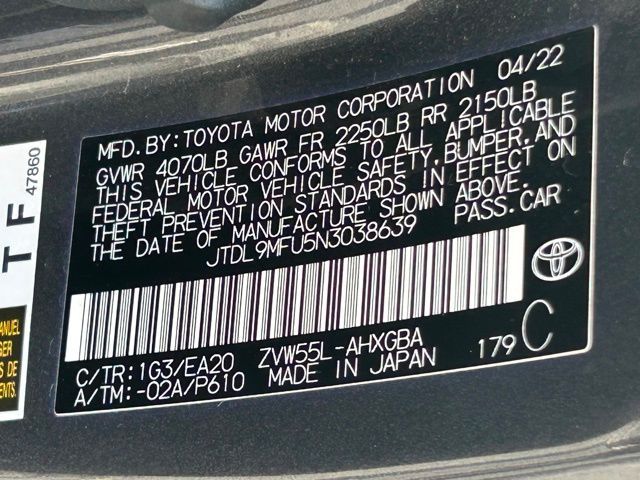 MFD. BY: TOYOTA MOTOR CORPORATION 04/22
GVWR 4070LB GAWR FR 2250LB RR 2150LB
THIS VEHICLE CONFORMS TO ALL APPLICABLE
FEDERAL MOTOR VEHICLE SAFETY, BUMPER, AND
THEFT PREVENTION STANDARDS IN EFFECT ON
THE DATE OF MANUFACTURE SHOWN ABOVE.
JTDL9MFU5N3038639 PASS. CAR
C/TR: 1G3/EA20 ZVW55L-AHXGBA
A/TM: -02A/P610 MADE IN JAPAN 179 C
T F
47860
MANUEL